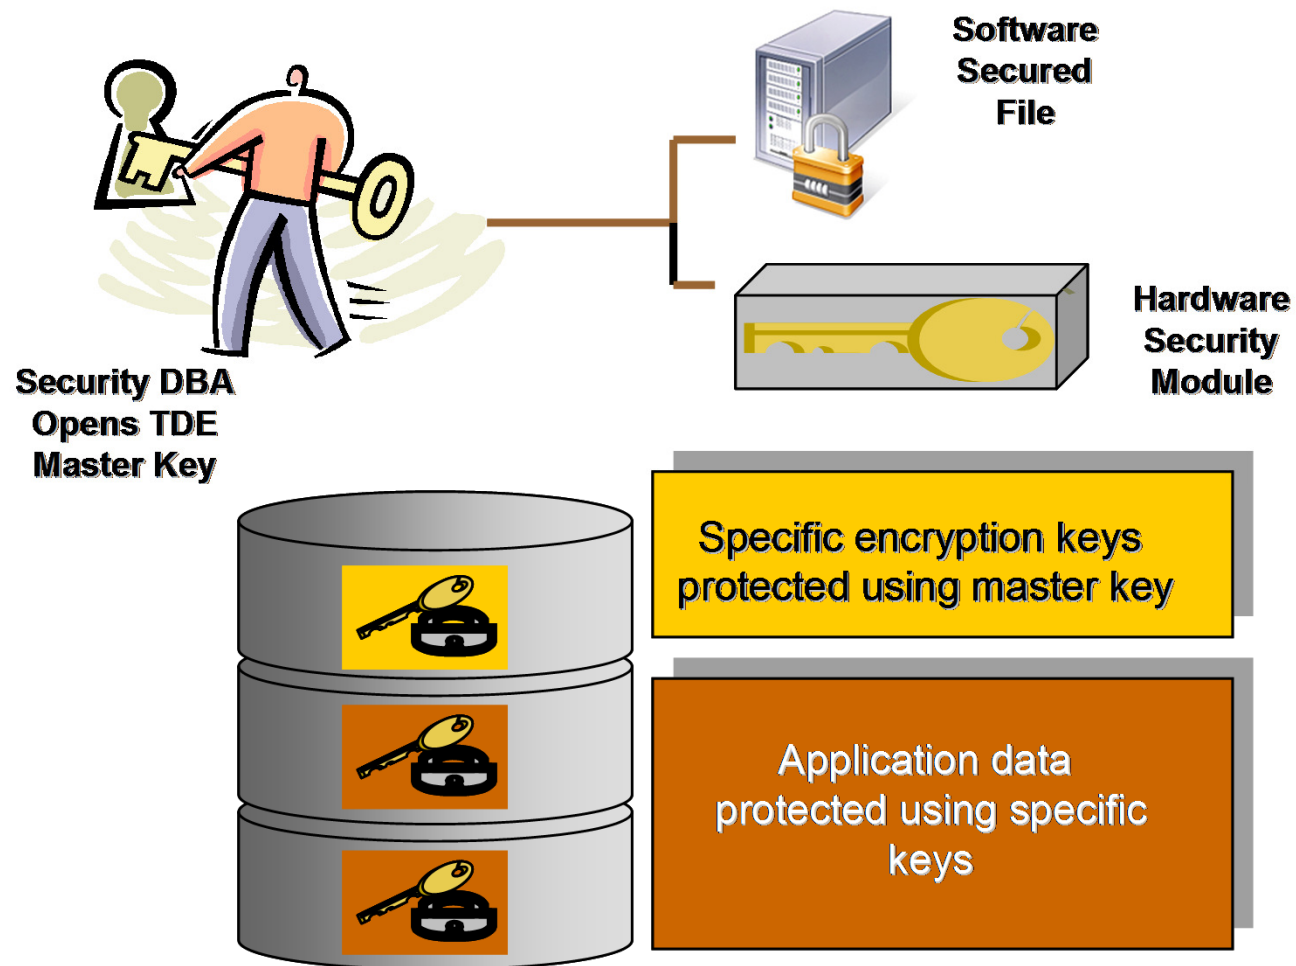 Software
Secured
File
Hardware
Security
Module
Security DBA
Opens TDE
Master Key
Specific encryption keys
protected using master key
Application data
protected using specific
keys